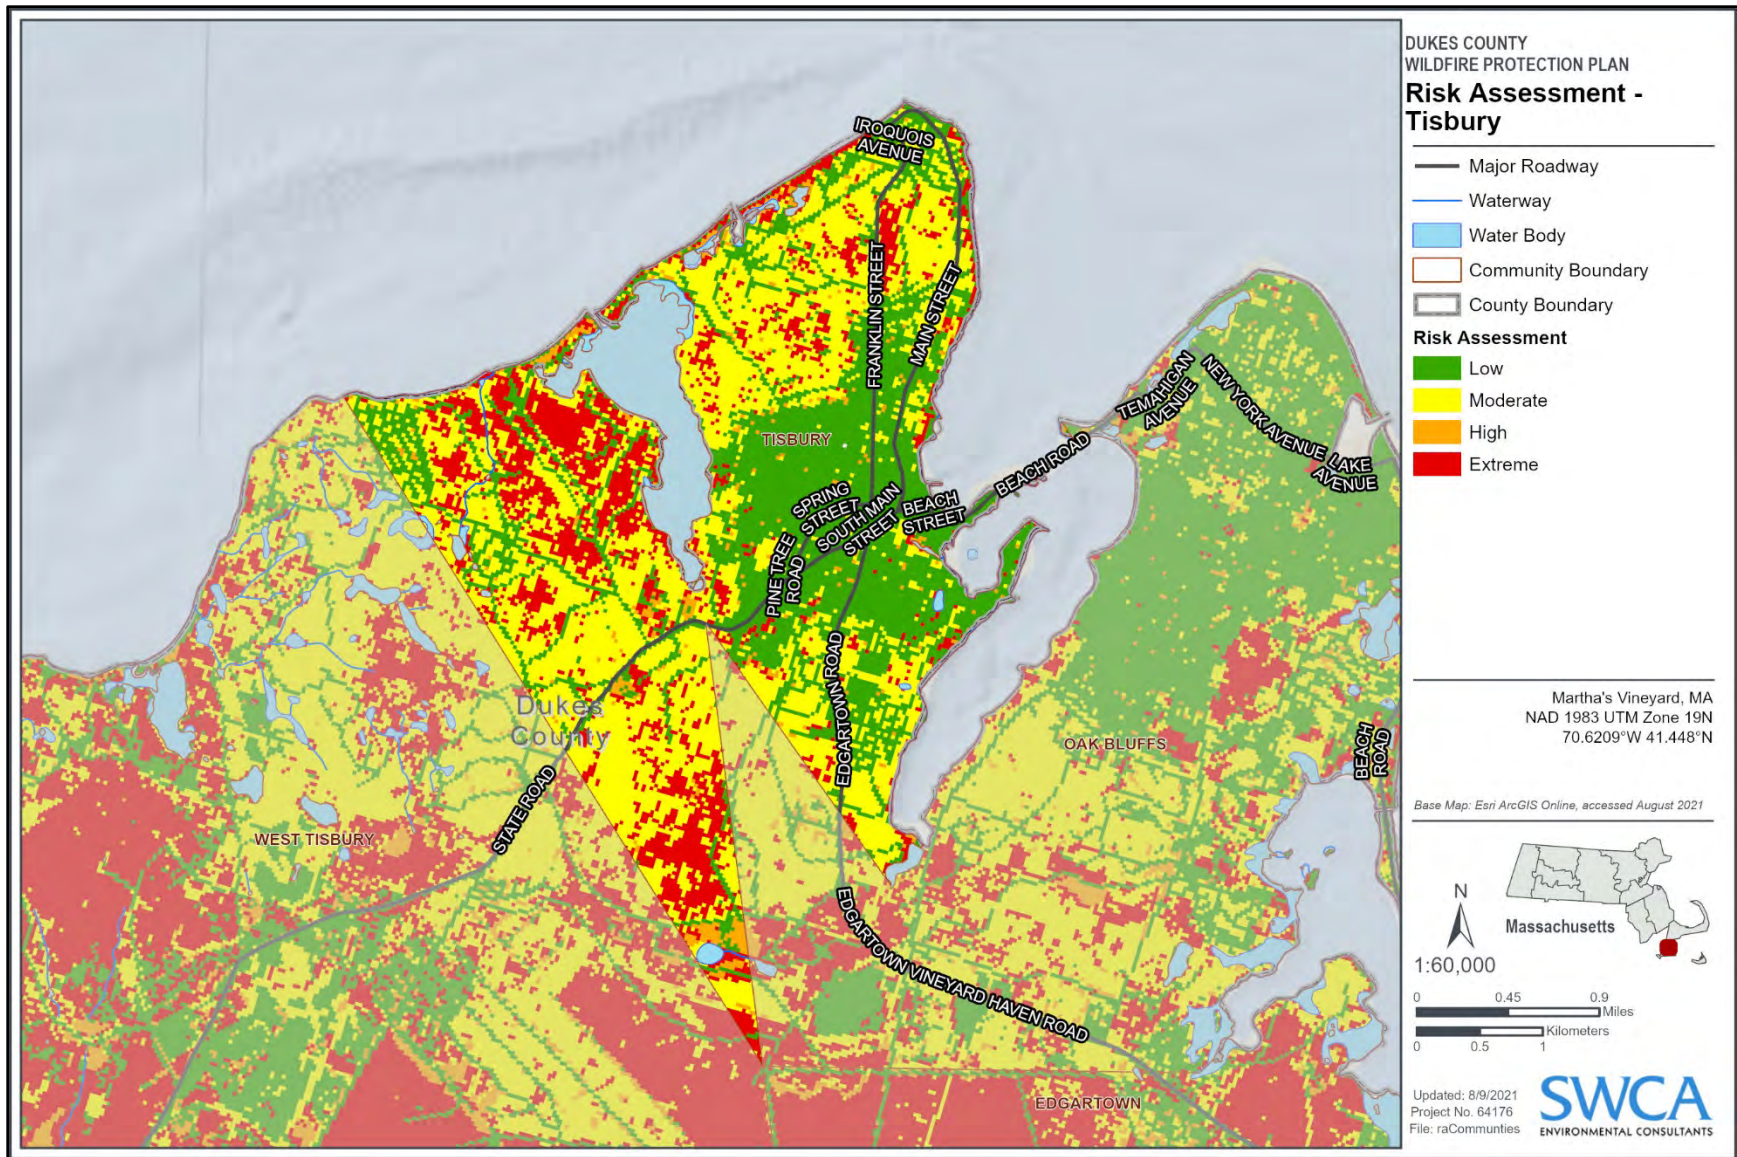 DUKES COUNTY
WILDFIRE PROTECTION PLAN
Risk Assessment -
Tisbury
Major Roadway
Waterway
Water Body
Community Boundary
County Boundary
Risk Assessment
Low
Moderate
High
Extreme
Martha's Vineyard, MA
NAD 1983 UTM Zone 19N
70.6209°W 41.448°N
Base Map: Esri ArcGIS Online, accessed August 2021
N
Massachusetts
1:60,000
0 0.45 0.9
Miles
Kilometers
0 0.5 1
Updated: 8/9/2021
Project No. 64176
File: raCommunties
SWCA
ENVIRONMENTAL CONSULTANTS
IROQUOIS
AVENUE
FRANKLIN STREET
MAIN STREET
TISBURY
SPRING
STREET
SOUTH MAIN
STREET
BEACH
STREET
BEACH ROAD
TEMAHIGAN
AVENUE
NEW YORK AVENUE
LAKE
AVENUE
PINE TREE
ROAD
EDGARTOWN ROAD
Dukes
County
OAK BLUFFS
BEACH
ROAD
STATE ROAD
WEST TISBURY
EDGARTOWN VINEYARD HAVEN ROAD
EDGARTOWN